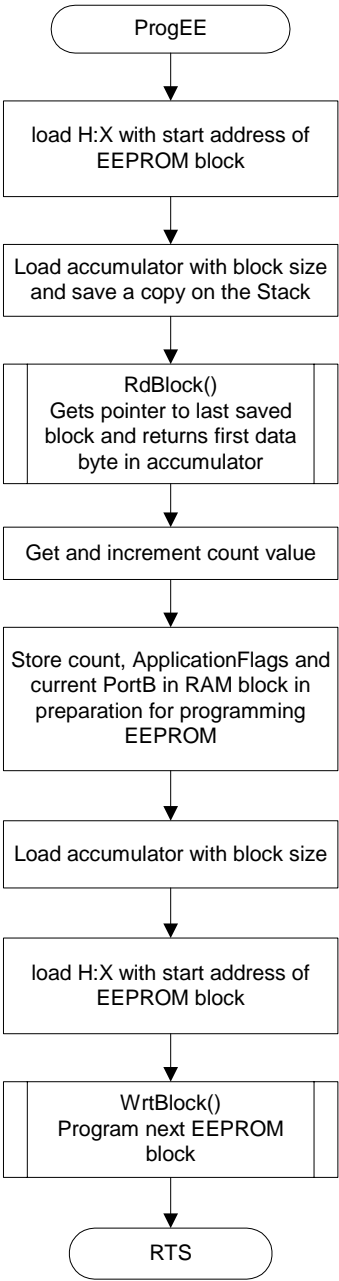 ProgEE
load H:X with start address of
EEPROM block
Load accumulator with block size
and save a copy on the Stack
RdBlock()
Gets pointer to last saved
block and returns first data
byte in accumulator
Get and increment count value
Store count, ApplicationFlags and
current PortB in RAM block in
preparation for programming
EEPROM
Load accumulator with block size
load H:X with start address of
EEPROM block
WrtBlock()
Program next EEPROM
block
RTS